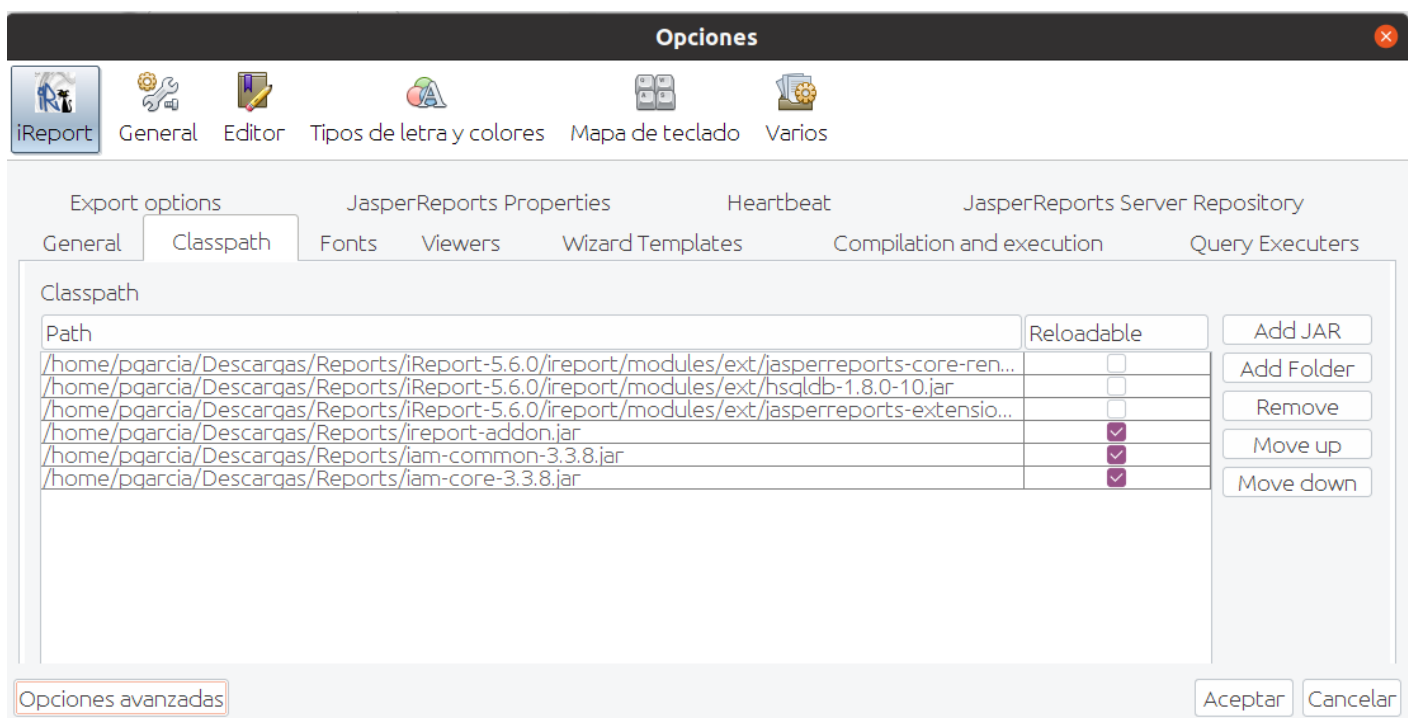 Opciones
iReport General Editor Tipos de letra y colores Mapa de teclado Varios
Export options JasperReports Properties Heartbeat JasperReports Server Repository
General Classpath Fonts Viewers Wizard Templates Compilation and execution Query Executers
Classpath
Path Reloadable Add JAR
/home/pgarcia/Descargas/Reports/iReport-5.6.0/ireport/modules/ext/jasperreports-core-ren... Add Folder
/home/pgarcia/Descargas/Reports/iReport-5.6.0/ireport/modules/ext/hsqldb-1.8.0-10.jar
/home/pgarcia/Descargas/Reports/iReport-5.6.0/ireport/modules/ext/jasperreports-extensio... Remove
/home/pgarcia/Descargas/Reports/ireport-addon.jar
/home/pgarcia/Descargas/Reports/iam-common-3.3.8.jar Move up
/home/pgarcia/Descargas/Reports/iam-core-3.3.8.jar Move down
Opciones avanzadas Aceptar Cancelar